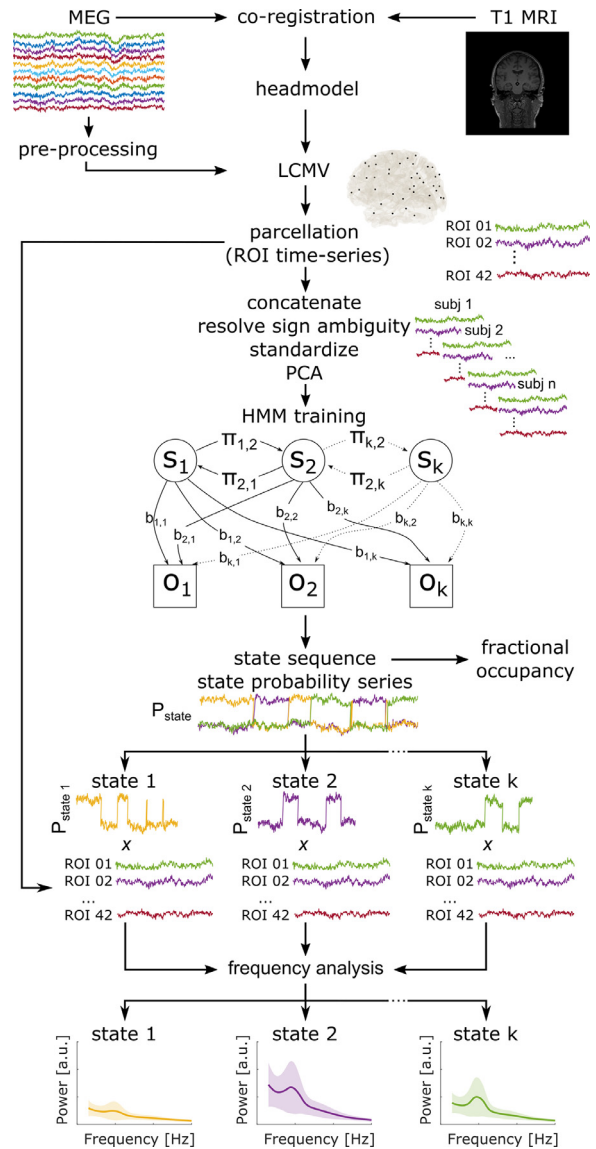 MEG
co-registration
T1 MRI
headmodel
pre-processing
LCMV
parcellation
(ROI time-series)
ROI 01
ROI 02
ROI 42
concatenate
resolve sign ambiguity
standardize
PCA
subj 1
subj 2
...
subj n
HMM training
π1,2
πk,2
s1
s2
sk
π2,1
π2,k
b1,1
b2,1
b1,2
b2,2
b2,k
bk,2
bk,k
bk,1
b1,k
o1
o2
ok
state sequence
state probability series
fractional
occupancy
Pstate
state 1
state 2
state k
Pstate 1
Pstate 2
Pstate k
x
x
x
ROI 01
ROI 02
...
ROI 42
ROI 01
ROI 02
...
ROI 42
ROI 01
ROI 02
...
ROI 42
frequency analysis
state 1
state 2
state k
Power [a.u.]
Frequency [Hz]
Power [a.u.]
Frequency [Hz]
Power [a.u.]
Frequency [Hz]